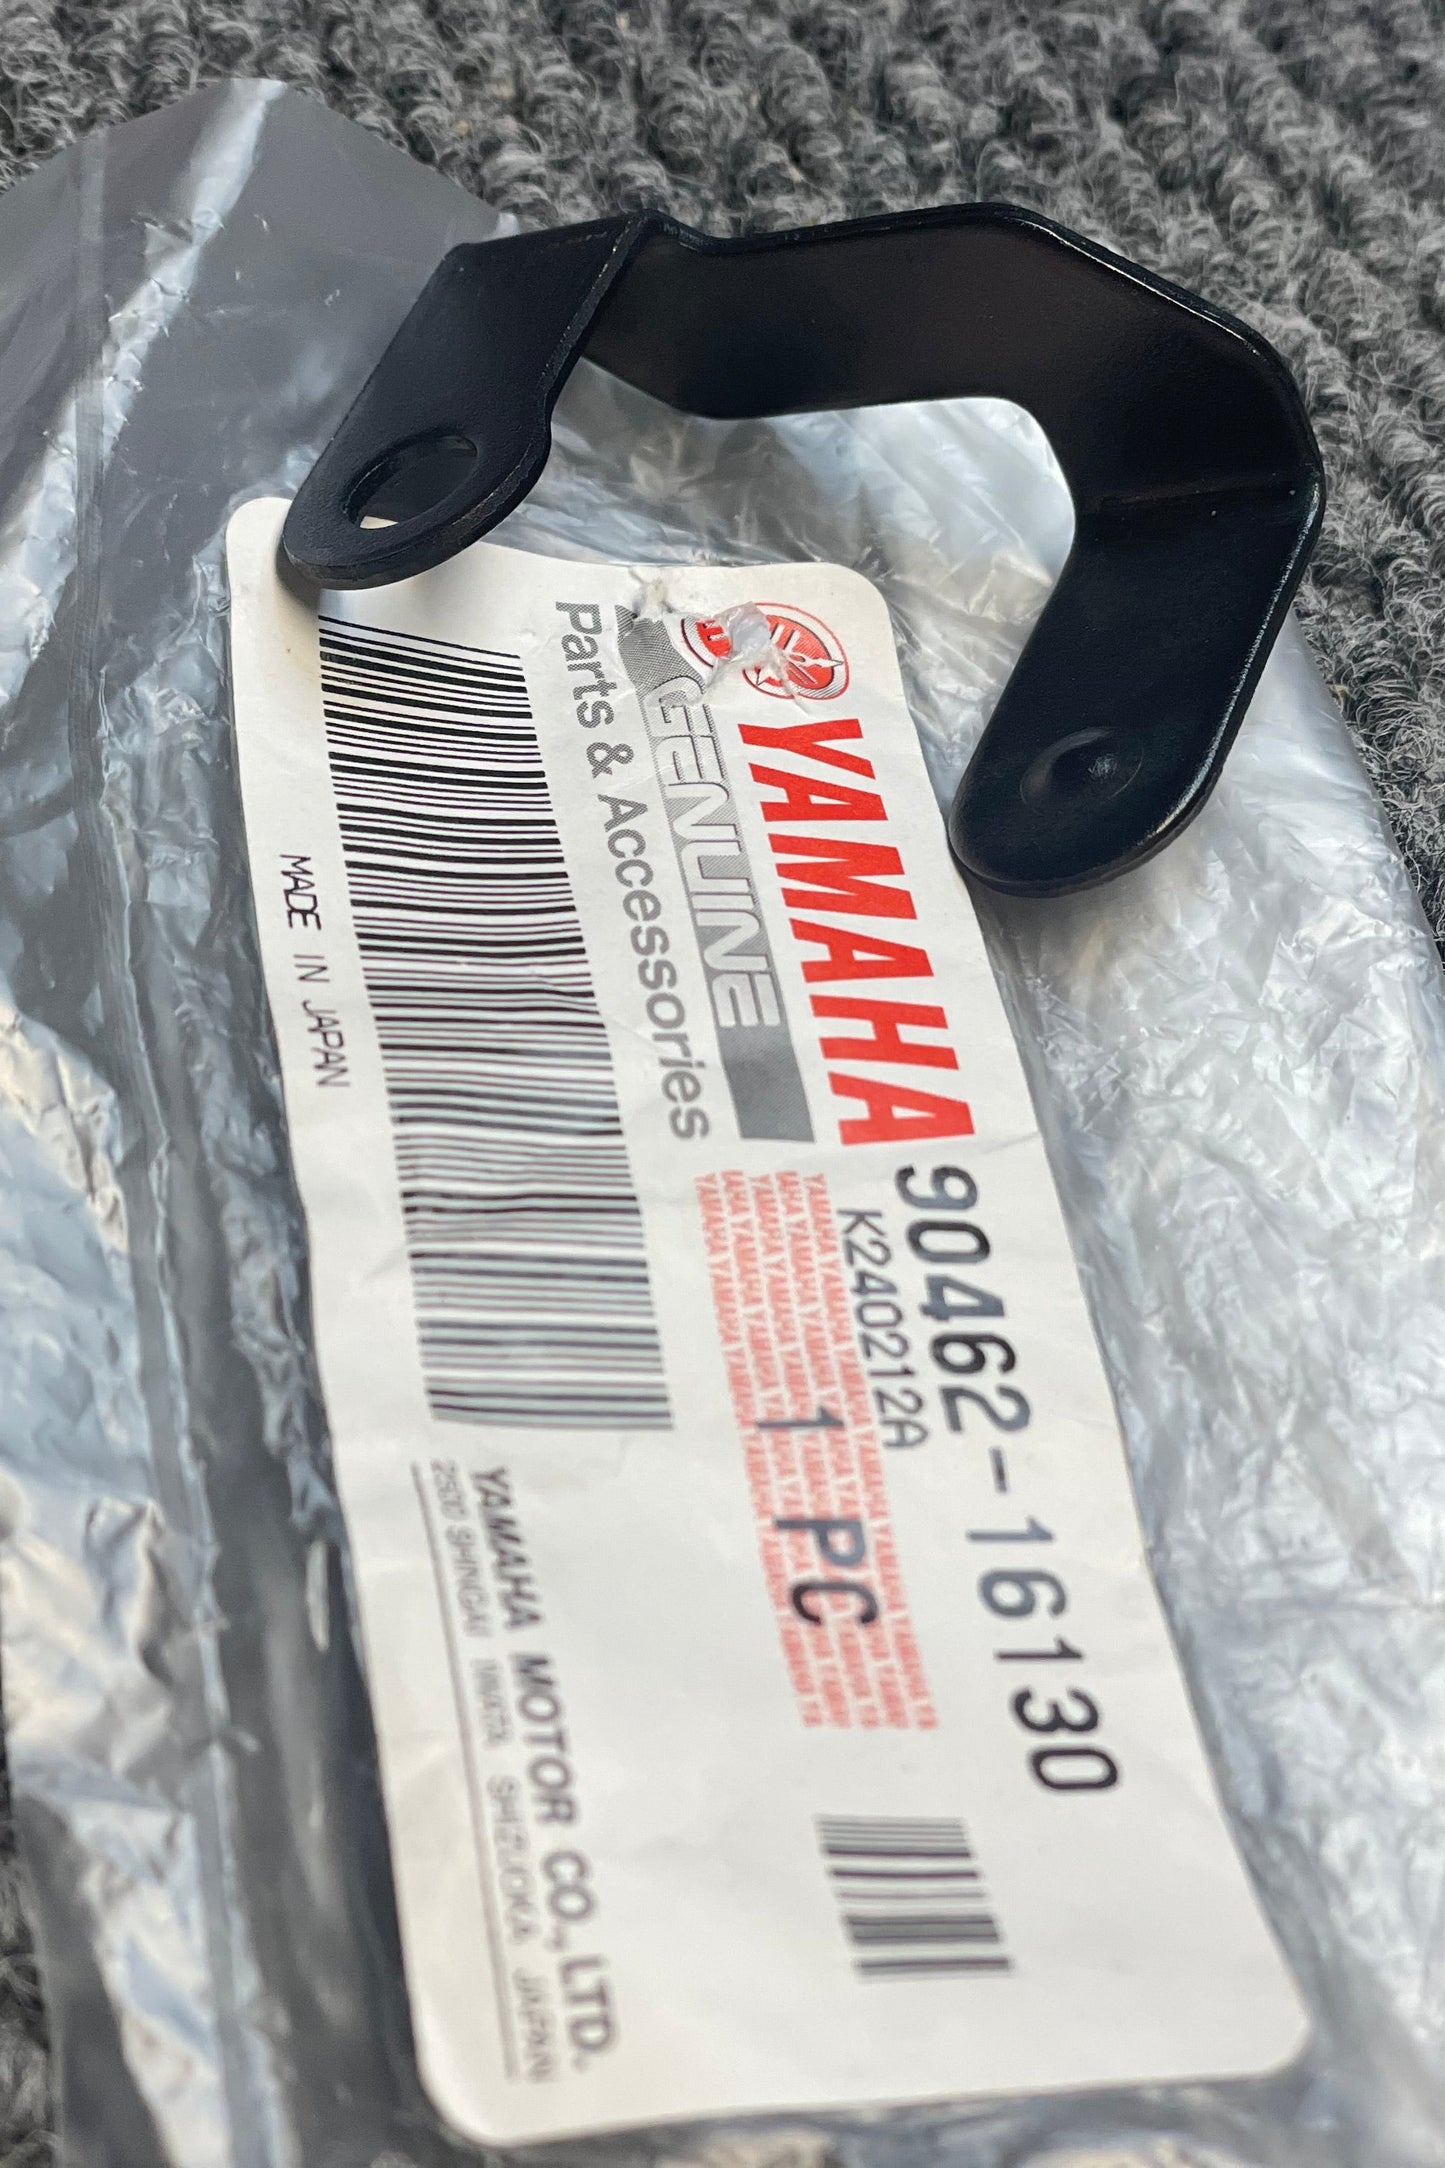 YAMAHA
GENUINE
Parts & Accessories
90462-16130
K240212A
1 PC
MADE IN JAPAN
YAMAHA MOTOR CO., LTD.
2500 SHINGAI IWATA SHIZUOKA JAPAN